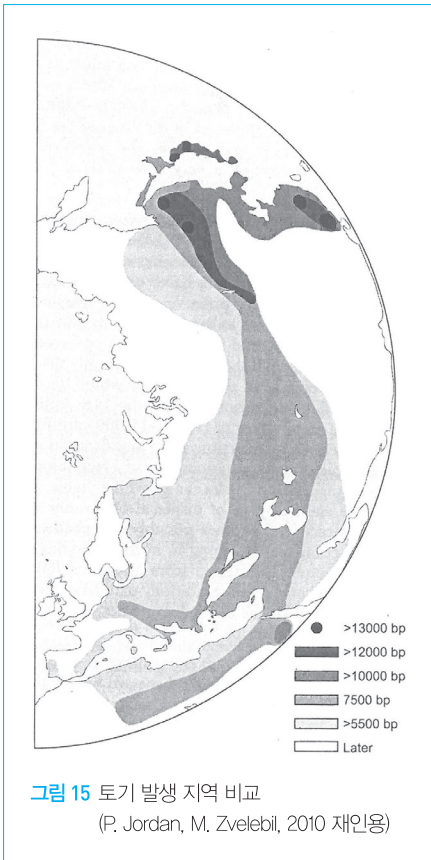 >13000 bp
>12000 bp
>10000 bp
7500 bp
>5500 bp
Later
그림 15 토기 발생 지역 비교
(P. Jordan, M. Zvelebil, 2010 재인용)